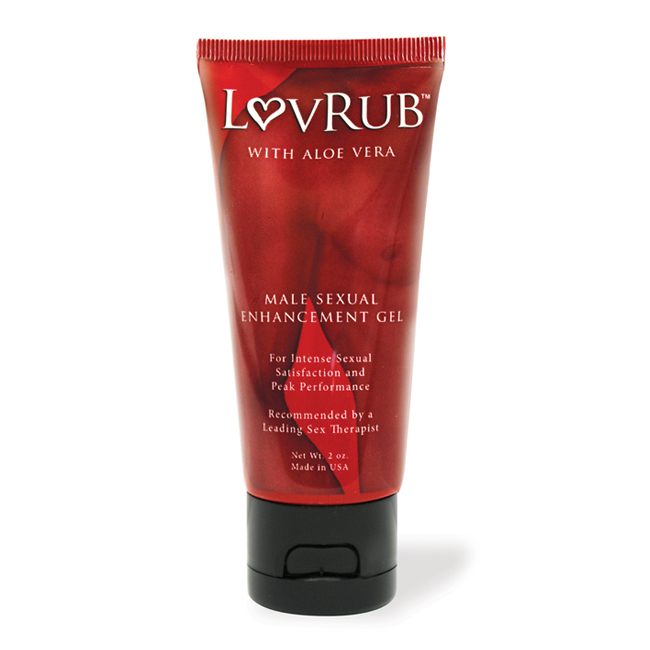 LOVRUB™
WITH ALOE VERA
MALE SEXUAL
ENHANCEMENT GEL
For Intense Sexual
Satisfaction and
Peak Performance
Recommended by a
Leading Sex Therapist
Net Wt. 2 oz.
Made in USA